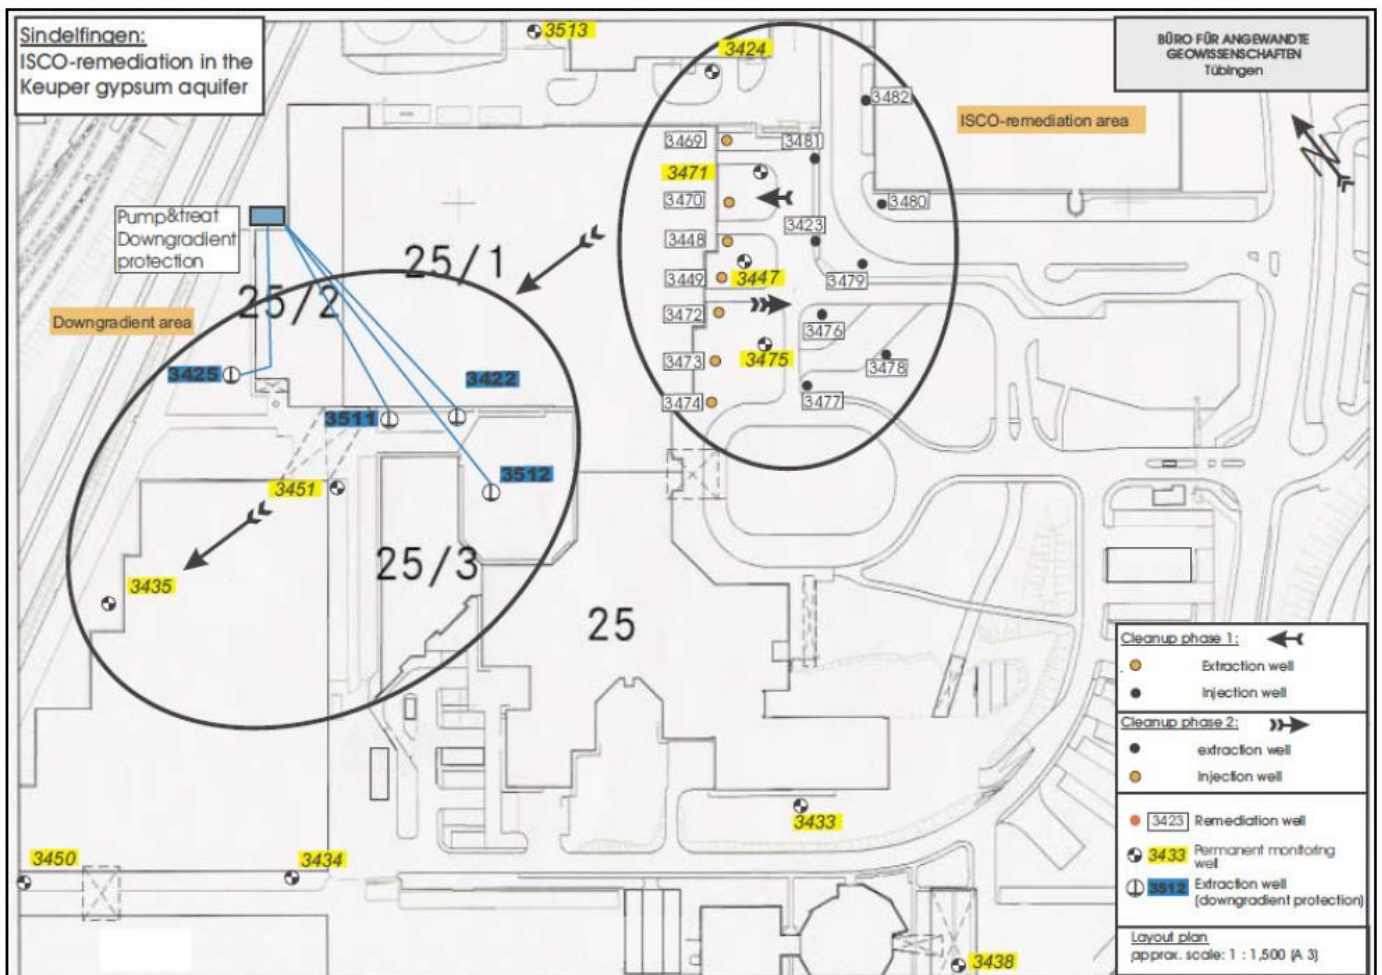 Sindelfingen:
ISCO-remediation in the
Keuper gypsum aquifer
3513
3424
BÜRO FÜR ANGEWANDTE
GEOWISSENSCHAFTEN
Tübingen
3482
ISCO-remediation area
3469
3481
3471
3470
3480
Pump&treat
Downgradient
protection
3423
3448
25/1
3449
3447
3479
25/2
Downgradient area
3472
3476
3473
3475
3478
3425
3422
3474
3477
3511
3512
3451
25/3
3435
25
N
Cleanup phase 1:
Extraction well
Injection well
Cleanup phase 2:
extraction well
Injection well
3423 Remediation well
3433 Permanent monitoring
well
3512 Extraction well
(downgradient protection)
Layout plan
approx. scale: 1 : 1,500 (A 3)
3433
3450
3434
3438